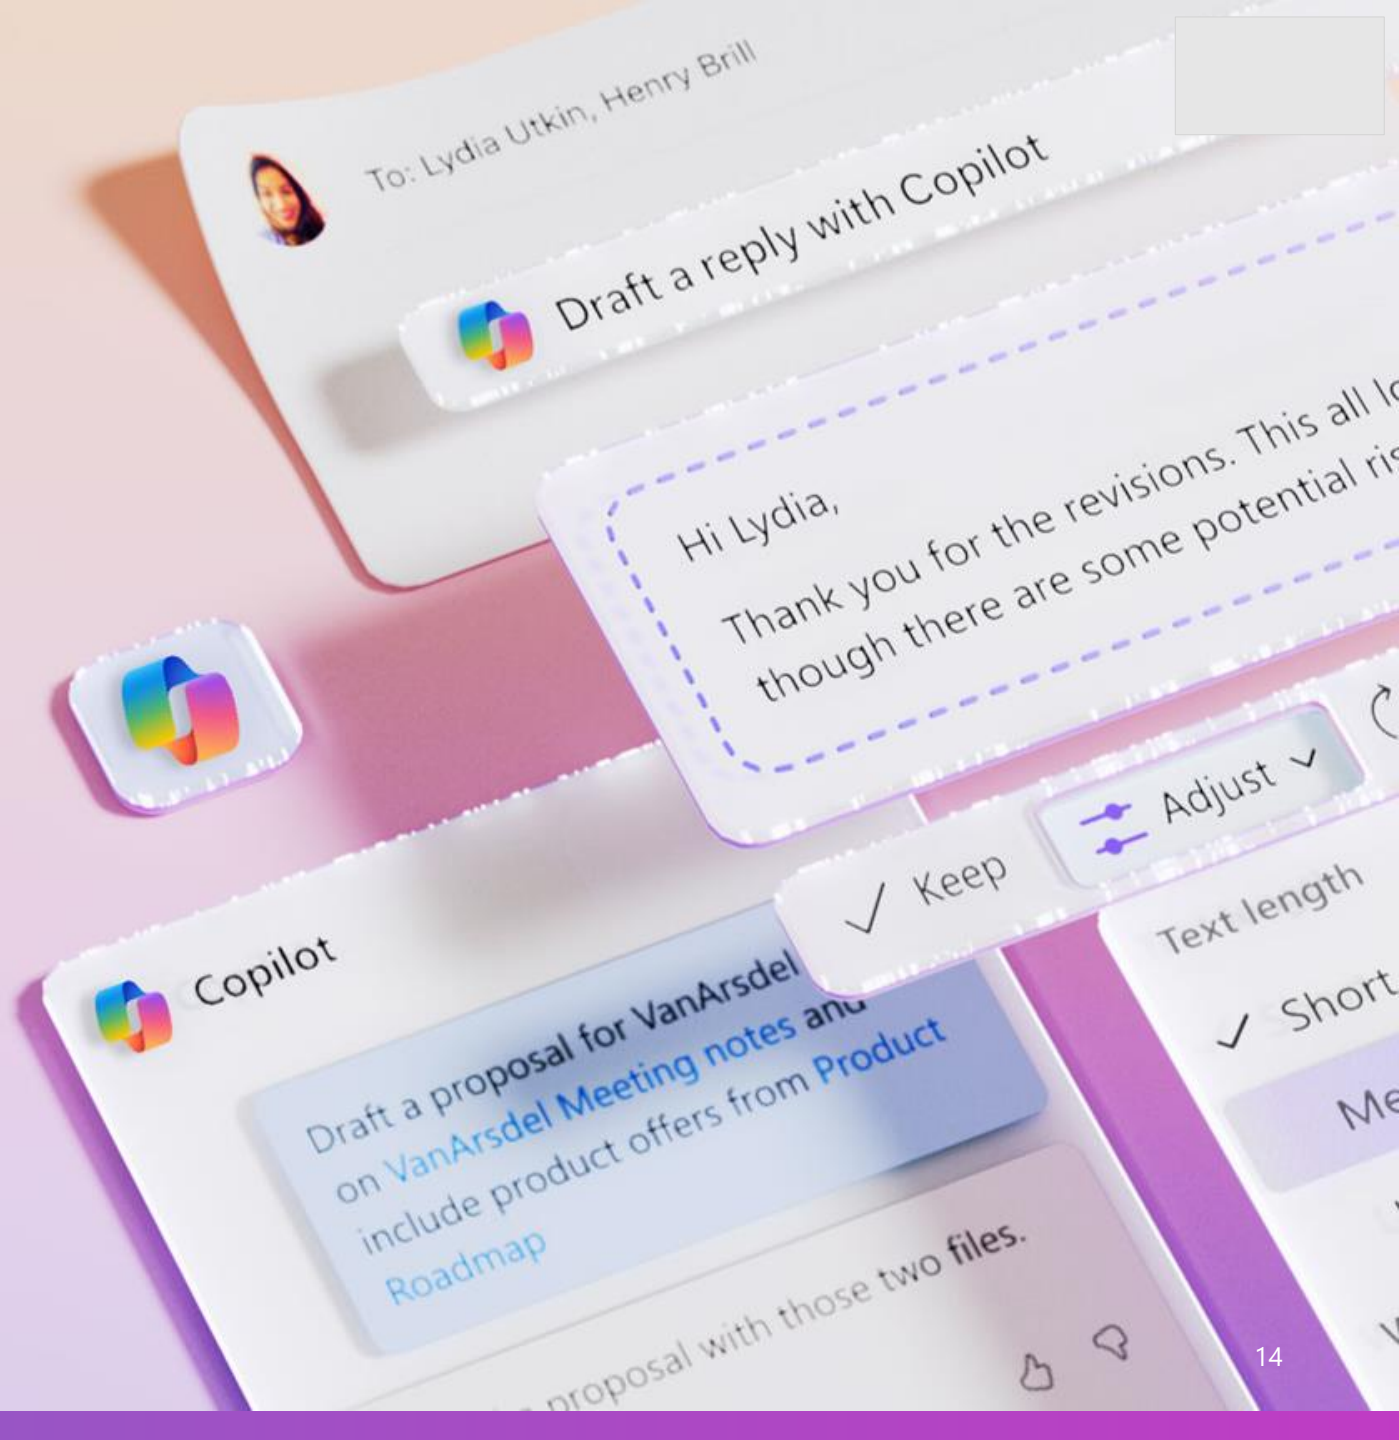 To: Lydia Utkin, Henry Brill
Draft a reply with Copilot
Hi Lydia,
Thank you for the revisions. This all
though there are some potential
Keep
Adjust
Text length
Short
Copilot
Draft a proposal for VanArsdel
on VanArsdel Meeting notes and
include product offers from Product
Roadmap
proposal with those two files.
14